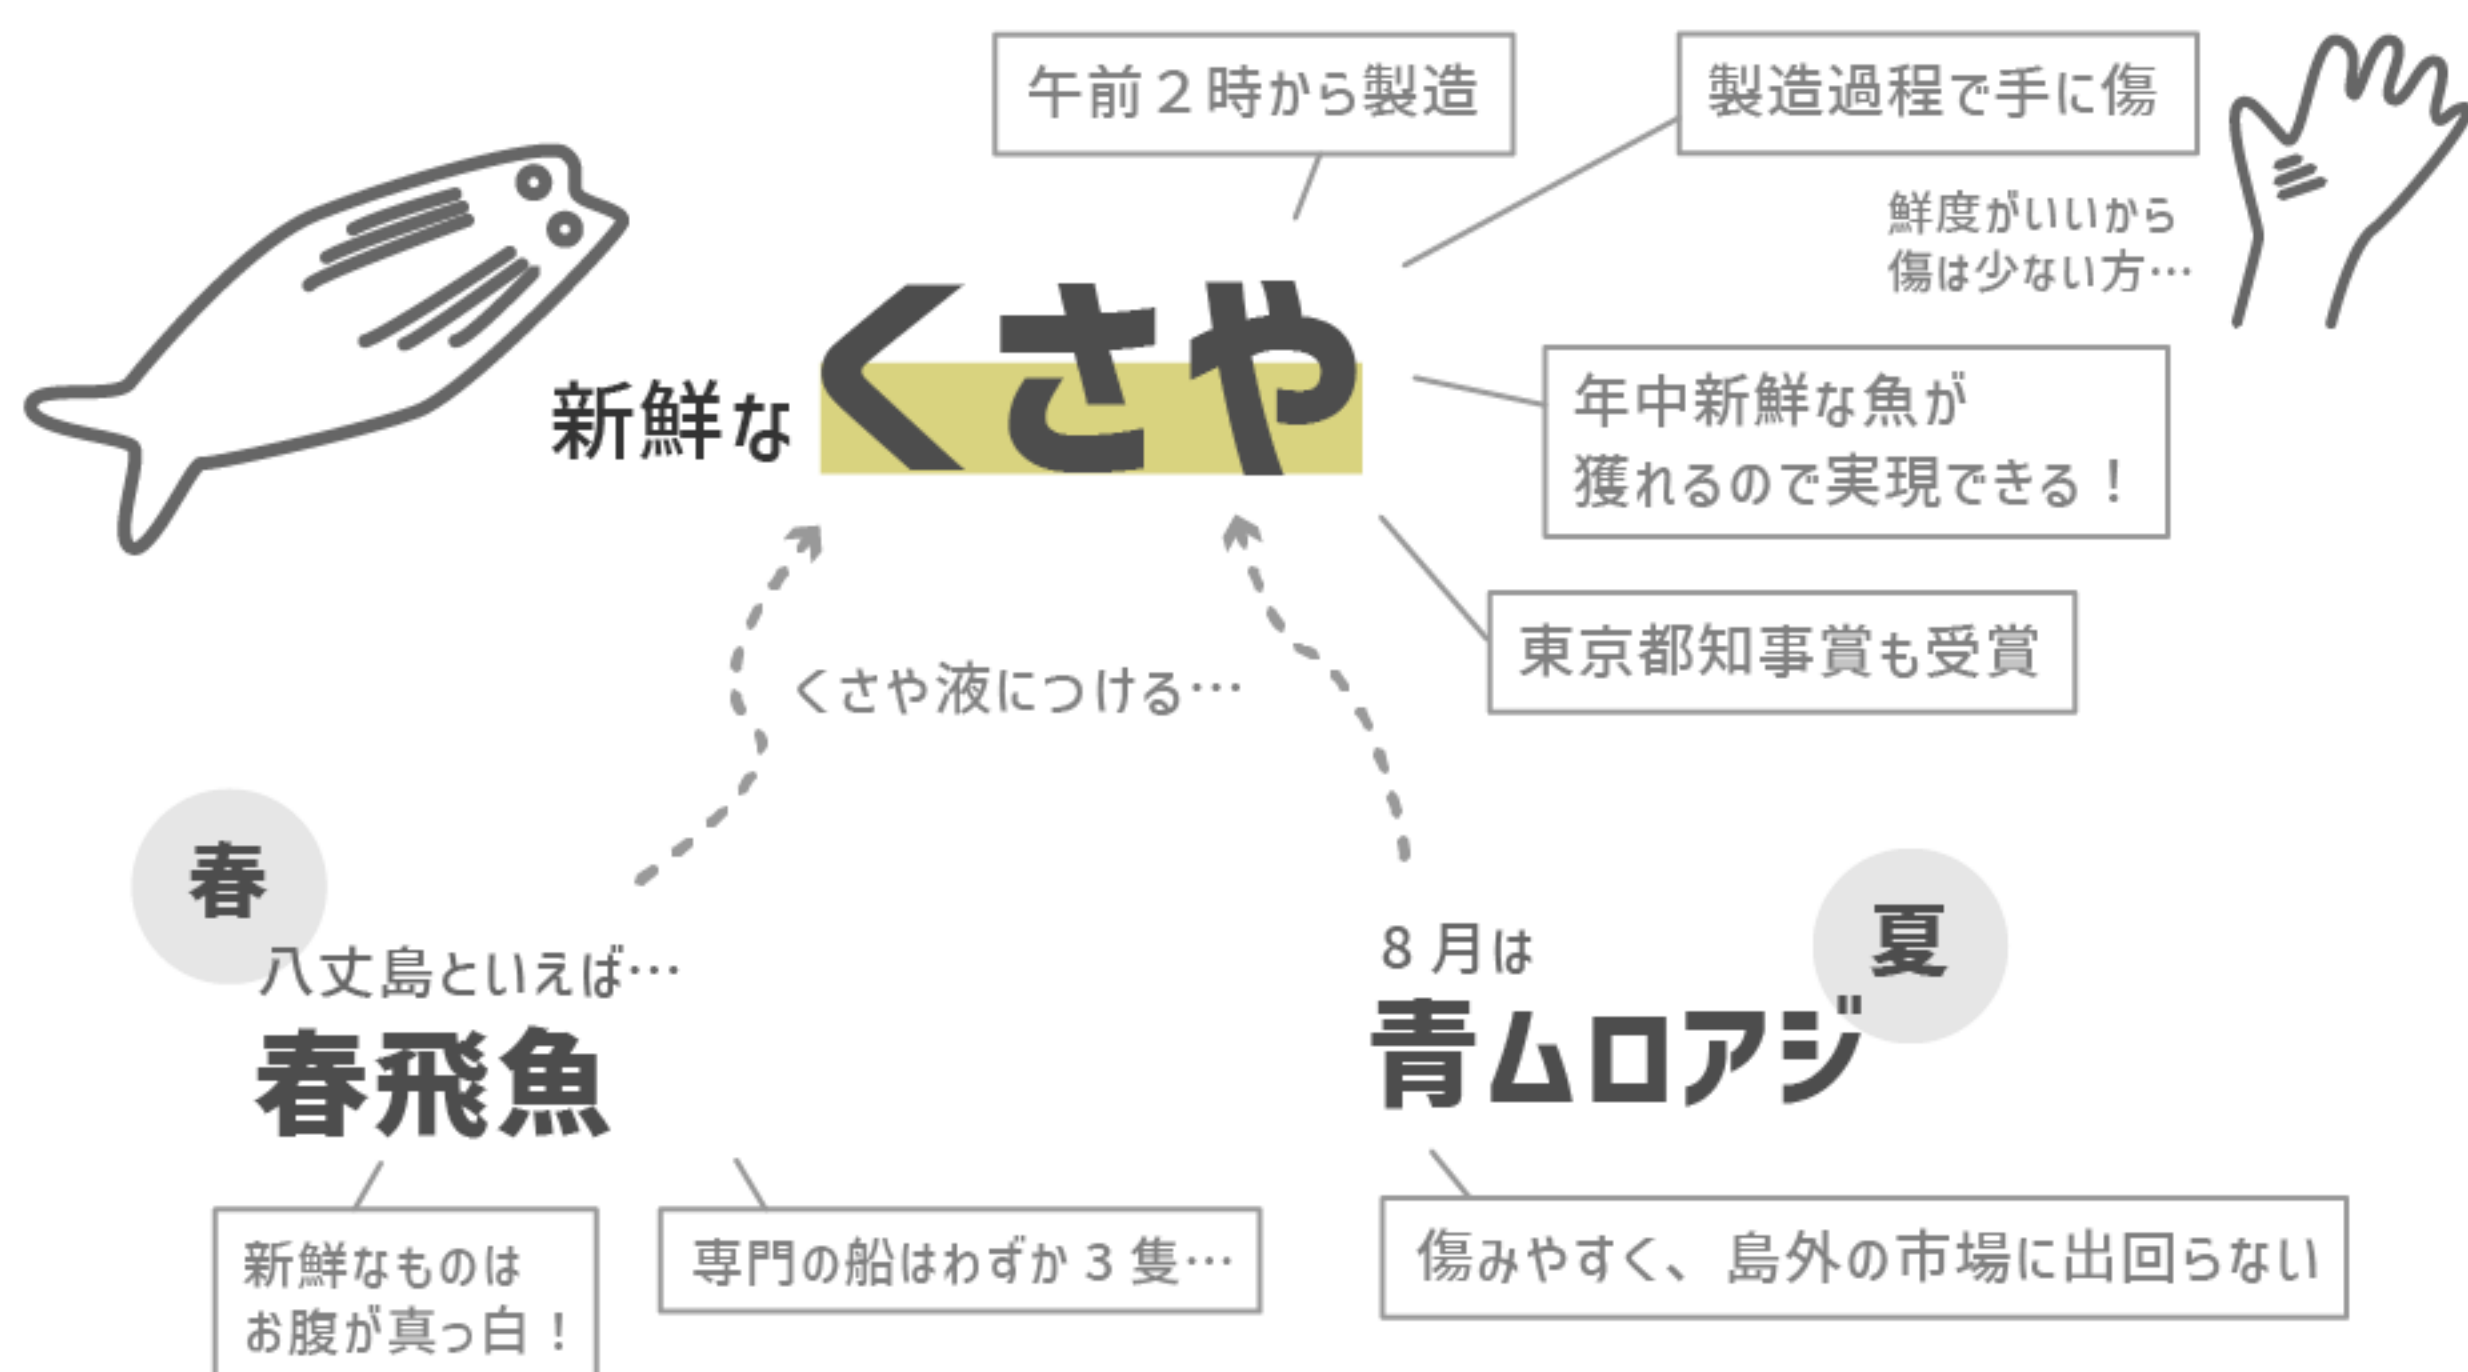 午前２時から製造
製造過程で手に傷
鮮度がいいから
傷は少ない方…
新鮮な
くさや
年中新鮮な魚が
獲れるので実現できる！
東京都知事賞も受賞
くさや液につける…
春
八丈島といえば…
春飛魚
新鮮なものは
お腹が真っ白！
専門の船はわずか 3 隻…
夏
8 月は
青ムロアジ
傷みやすく、島外の市場に出回らない